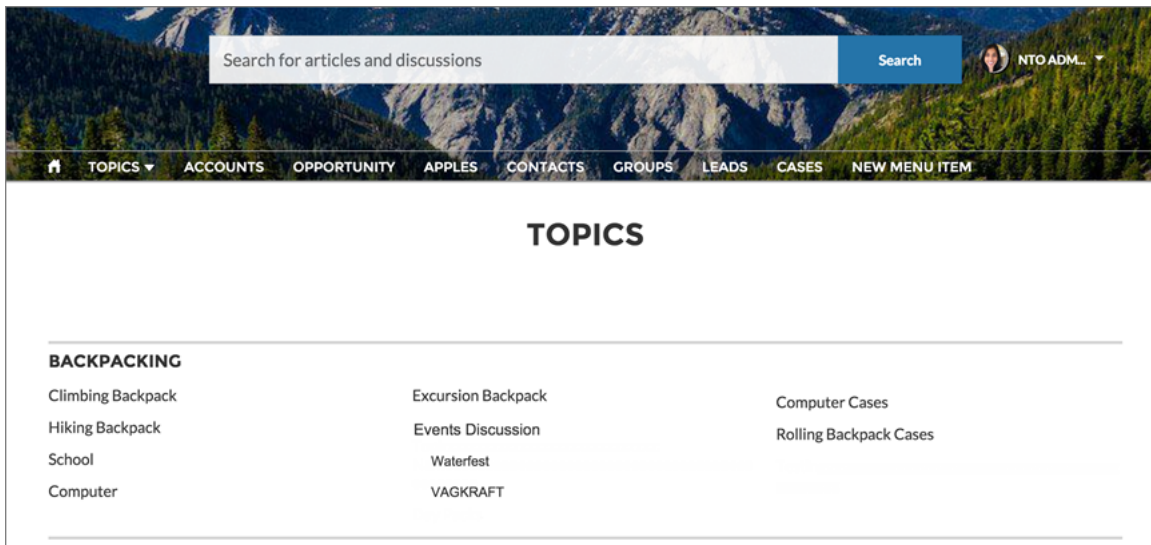 Search for articles and discussions
Search
NTO ADM...
TOPICS
ACCOUNTS
OPPORTUNITY
APPLES
CONTACTS
GROUPS
LEADS
CASES
NEW MENU ITEM
TOPICS
BACKPACKING
Climbing Backpack
Hiking Backpack
School
Computer
Excursion Backpack
Events Discussion
Waterfest
VAGKRAFT
Computer Cases
Rolling Backpack Cases